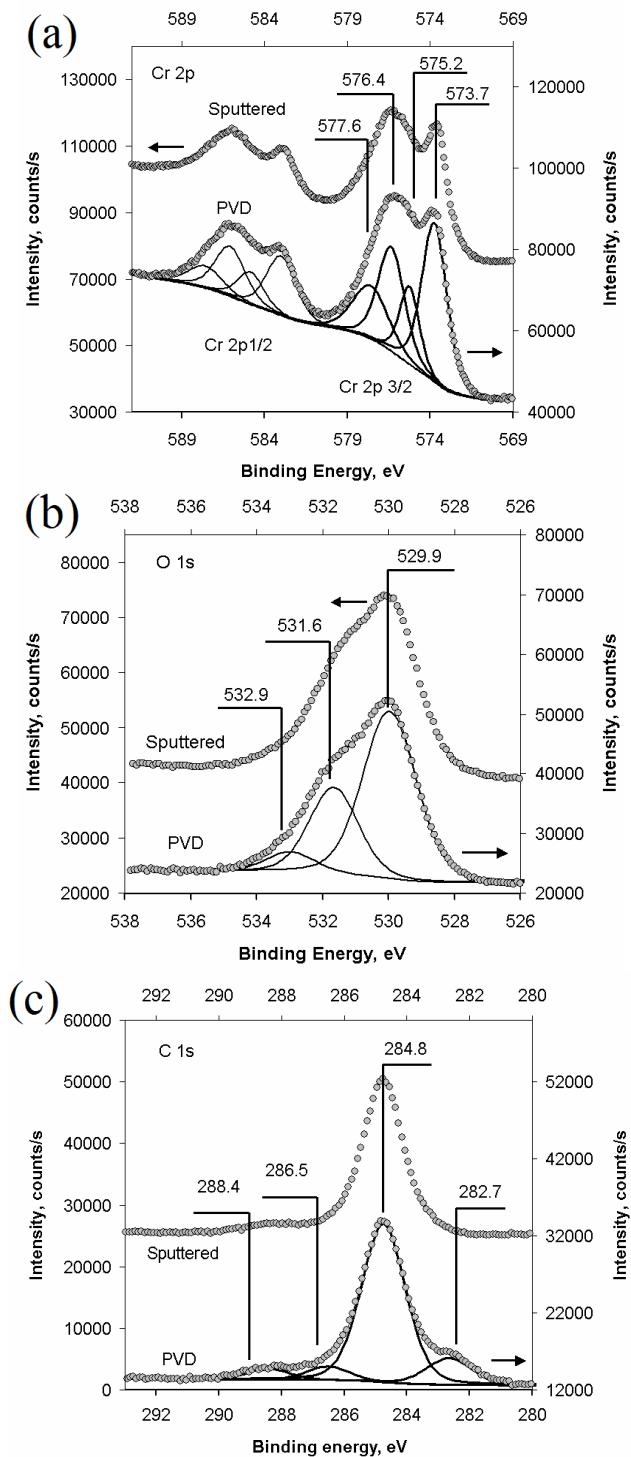 (a)
589 584 579 574 569
Cr 2p
575.2
576.4
573.7
577.6
Sputtered
PVD
Cr 2p1/2
Cr 2p 3/2
130000
110000
90000
70000
50000
30000
Intensity, counts/s
120000
100000
80000
60000
40000
Intensity, counts/s
589 584 579 574 569
Binding Energy, eV
(b)
538 536 534 532 530 528 526
O 1s
529.9
531.6
532.9
Sputtered
PVD
80000
70000
60000
50000
40000
30000
20000
Intensity, counts/s
80000
70000
60000
50000
40000
30000
20000
Intensity, counts/s
538 536 534 532 530 528 526
Binding Energy, eV
(c)
292 290 288 286 284 282 280
C 1s
284.8
286.5
288.4
282.7
Sputtered
PVD
60000
50000
40000
30000
20000
10000
0
Intensity, counts/s
52000
42000
32000
22000
12000
Intensity, counts/s
292 290 288 286 284 282 280
Binding energy, eV